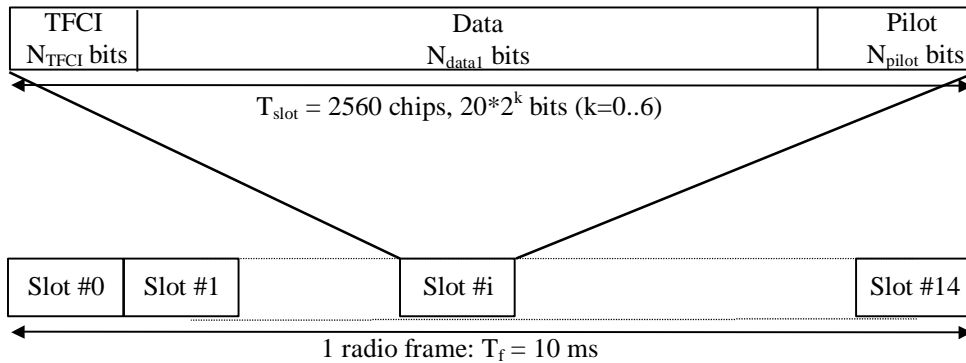 TFCI Data Pilot
N_TFCI bits N_data1 bits N_pilot bits
T_slot = 2560 chips, 20*2^k bits (k=0..6)
Slot #0 Slot #1 Slot #i Slot #14
1 radio frame: T_f = 10 ms